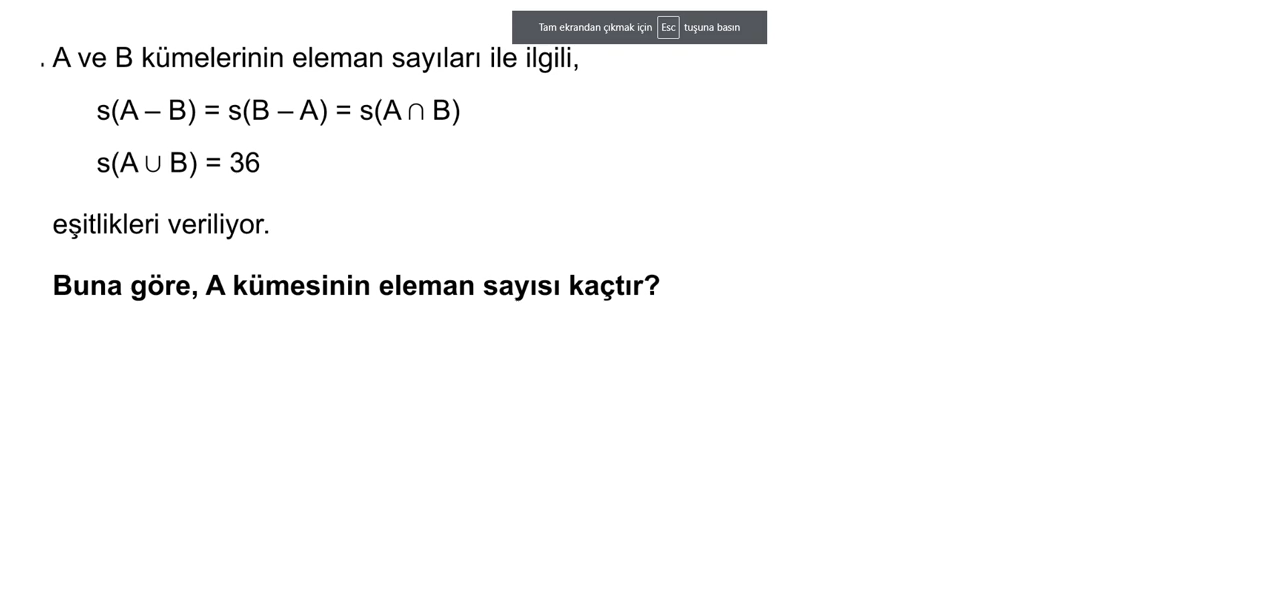 Tam ekrandan çıkmak için Esc tuşuna basın
. A ve B kümelerinin eleman sayıları ile ilgili,
s(A – B) = s(B – A) = s(A ∩ B)
s(A ∪ B) = 36
eşitlikleri veriliyor.
Buna göre, A kümesinin eleman sayısı kaçtır?